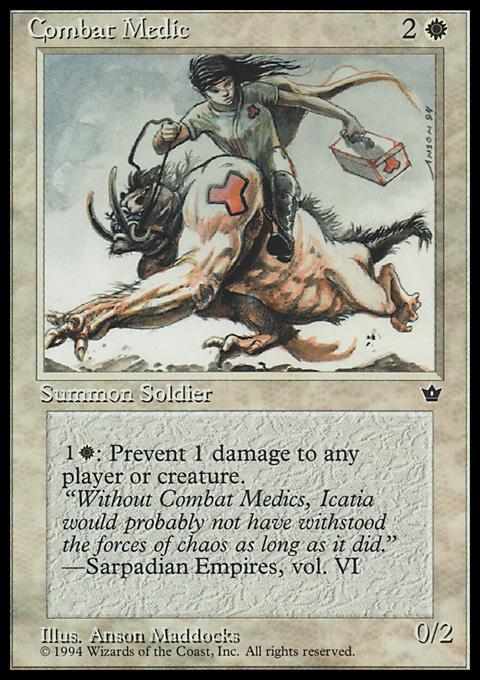 Combat Medic 2
ANSON 94
Summon Soldier
1 : Prevent 1 damage to any
player or creature.
“Without Combat Medics, Icatia
would probably not have withstood
the forces of chaos as long as it did.”
—Sarpadian Empires, vol. VI
Illus. Anson Maddocks
0/2
© 1994 Wizards of the Coast, Inc. All rights reserved.